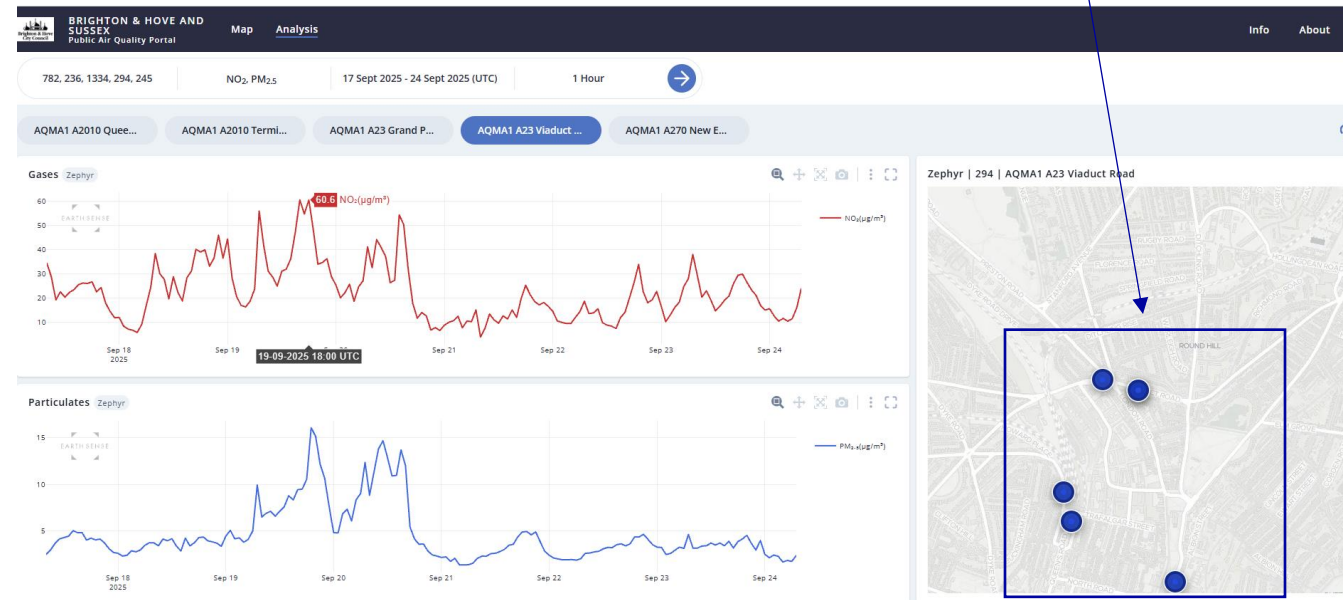 BRIGHTON & HOVE AND
SUSSEX
Public Air Quality Portal
Map
Analysis
Info
About
Brighton & Hove
City Council
782, 236, 1334, 294, 245
NO₂, PM₂.₅
17 Sept 2025 - 24 Sept 2025 (UTC)
1 Hour
AQMA1 A2010 Quee...
AQMA1 A2010 Termi...
AQMA1 A23 Grand P...
AQMA1 A23 Viaduct ...
AQMA1 A270 New E...
Gases Zephyr
60
50
40
30
20
10
EARTHSENSE
60.6 NO₂(µg/m³)
NO₂(µg/m³)
Sep 18
2025
Sep 19
19-09-2025 18:00 UTC
Sep 21
Sep 22
Sep 23
Sep 24
Particulates Zephyr
15
10
5
EARTHSENSE
PM₂.₅(µg/m³)
Sep 18
2025
Sep 19
Sep 20
Sep 21
Sep 22
Sep 23
Sep 24
Zephyr | 294 | AQMA1 A23 Viaduct Road
ROUND HILL